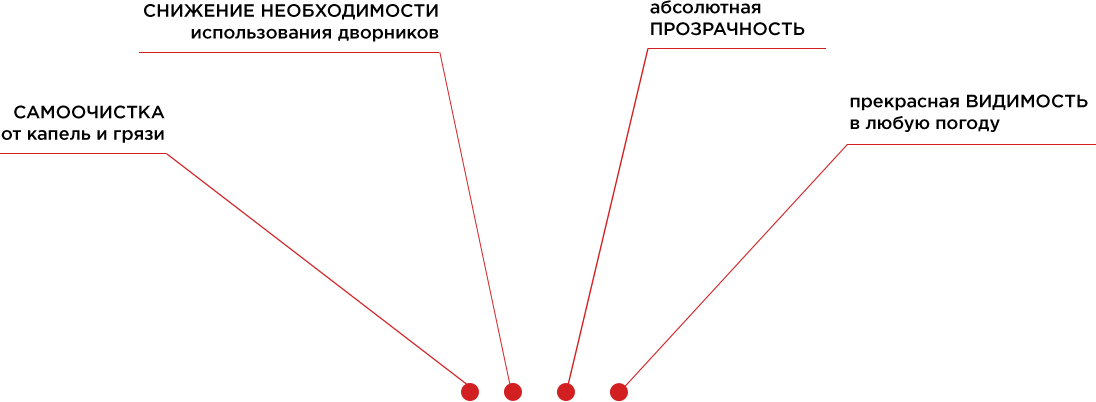 САМООЧИСТКА
от капель и грязи
СНИЖЕНИЕ НЕОБХОДИМОСТИ
использования дворников
абсолютная
ПРОЗРАЧНОСТЬ
прекрасная ВИДИМОСТЬ
в любую погоду